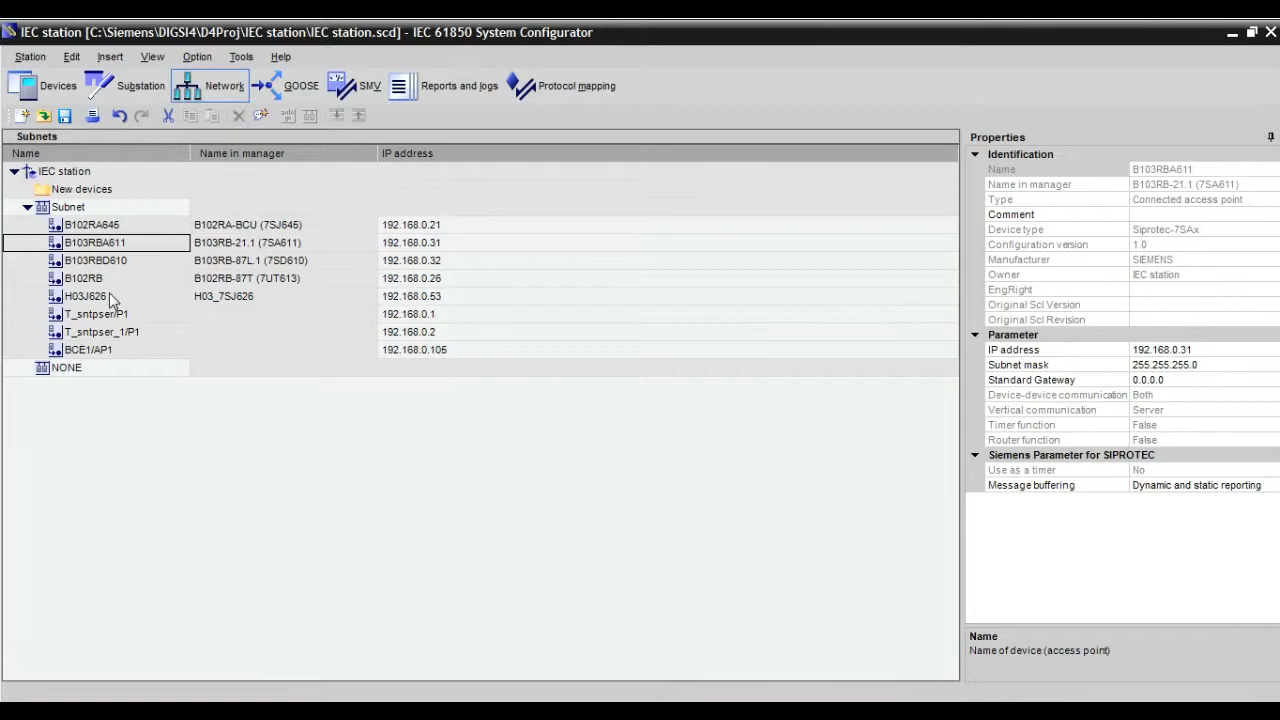 IEC station [C:\Siemens\DIGSI4\D4Proj\IEC station\IEC station.scd] - IEC 61850 System Configurator
Station Edit Insert View Option Tools Help
Devices Substation Network GOOSE SMV Reports and logs Protocol mapping
Subnets
Name Name in manager IP address
IEC station
New devices
Subnet
B102RA645 B102RA-BCU (7SJ645) 192.168.0.21
B103RBA611 B103RB-21.1 (7SA611) 192.168.0.31
B103RBD610 B103RB-87L.1 (7SD610) 192.168.0.32
B102RB B102RB-87T (7UT613) 192.168.0.26
H03J626 H03_7SJ626 192.168.0.53
T_sntpser/P1 192.168.0.1
T_sntpser_1/P1 192.168.0.2
BCE1/AP1 192.168.0.105
NONE
Properties
Identification
Name B103RBA611
Name in manager B103RB-21.1 (7SA611)
Type Connected access point
Comment
Device type Siprotec-7SAx
Configuration version 1.0
Manufacturer SIEMENS
Owner IEC station
EngRight
Original Scl Version
Original Scl Revision
Parameter
IP address 192.168.0.31
Subnet mask 255.255.255.0
Standard Gateway 0.0.0.0
Device-device communication Both
Vertical communication Server
Timer function False
Router function False
Siemens Parameter for SIPROTEC
Use as a timer No
Message buffering Dynamic and static reporting
Name
Name of device (access point)